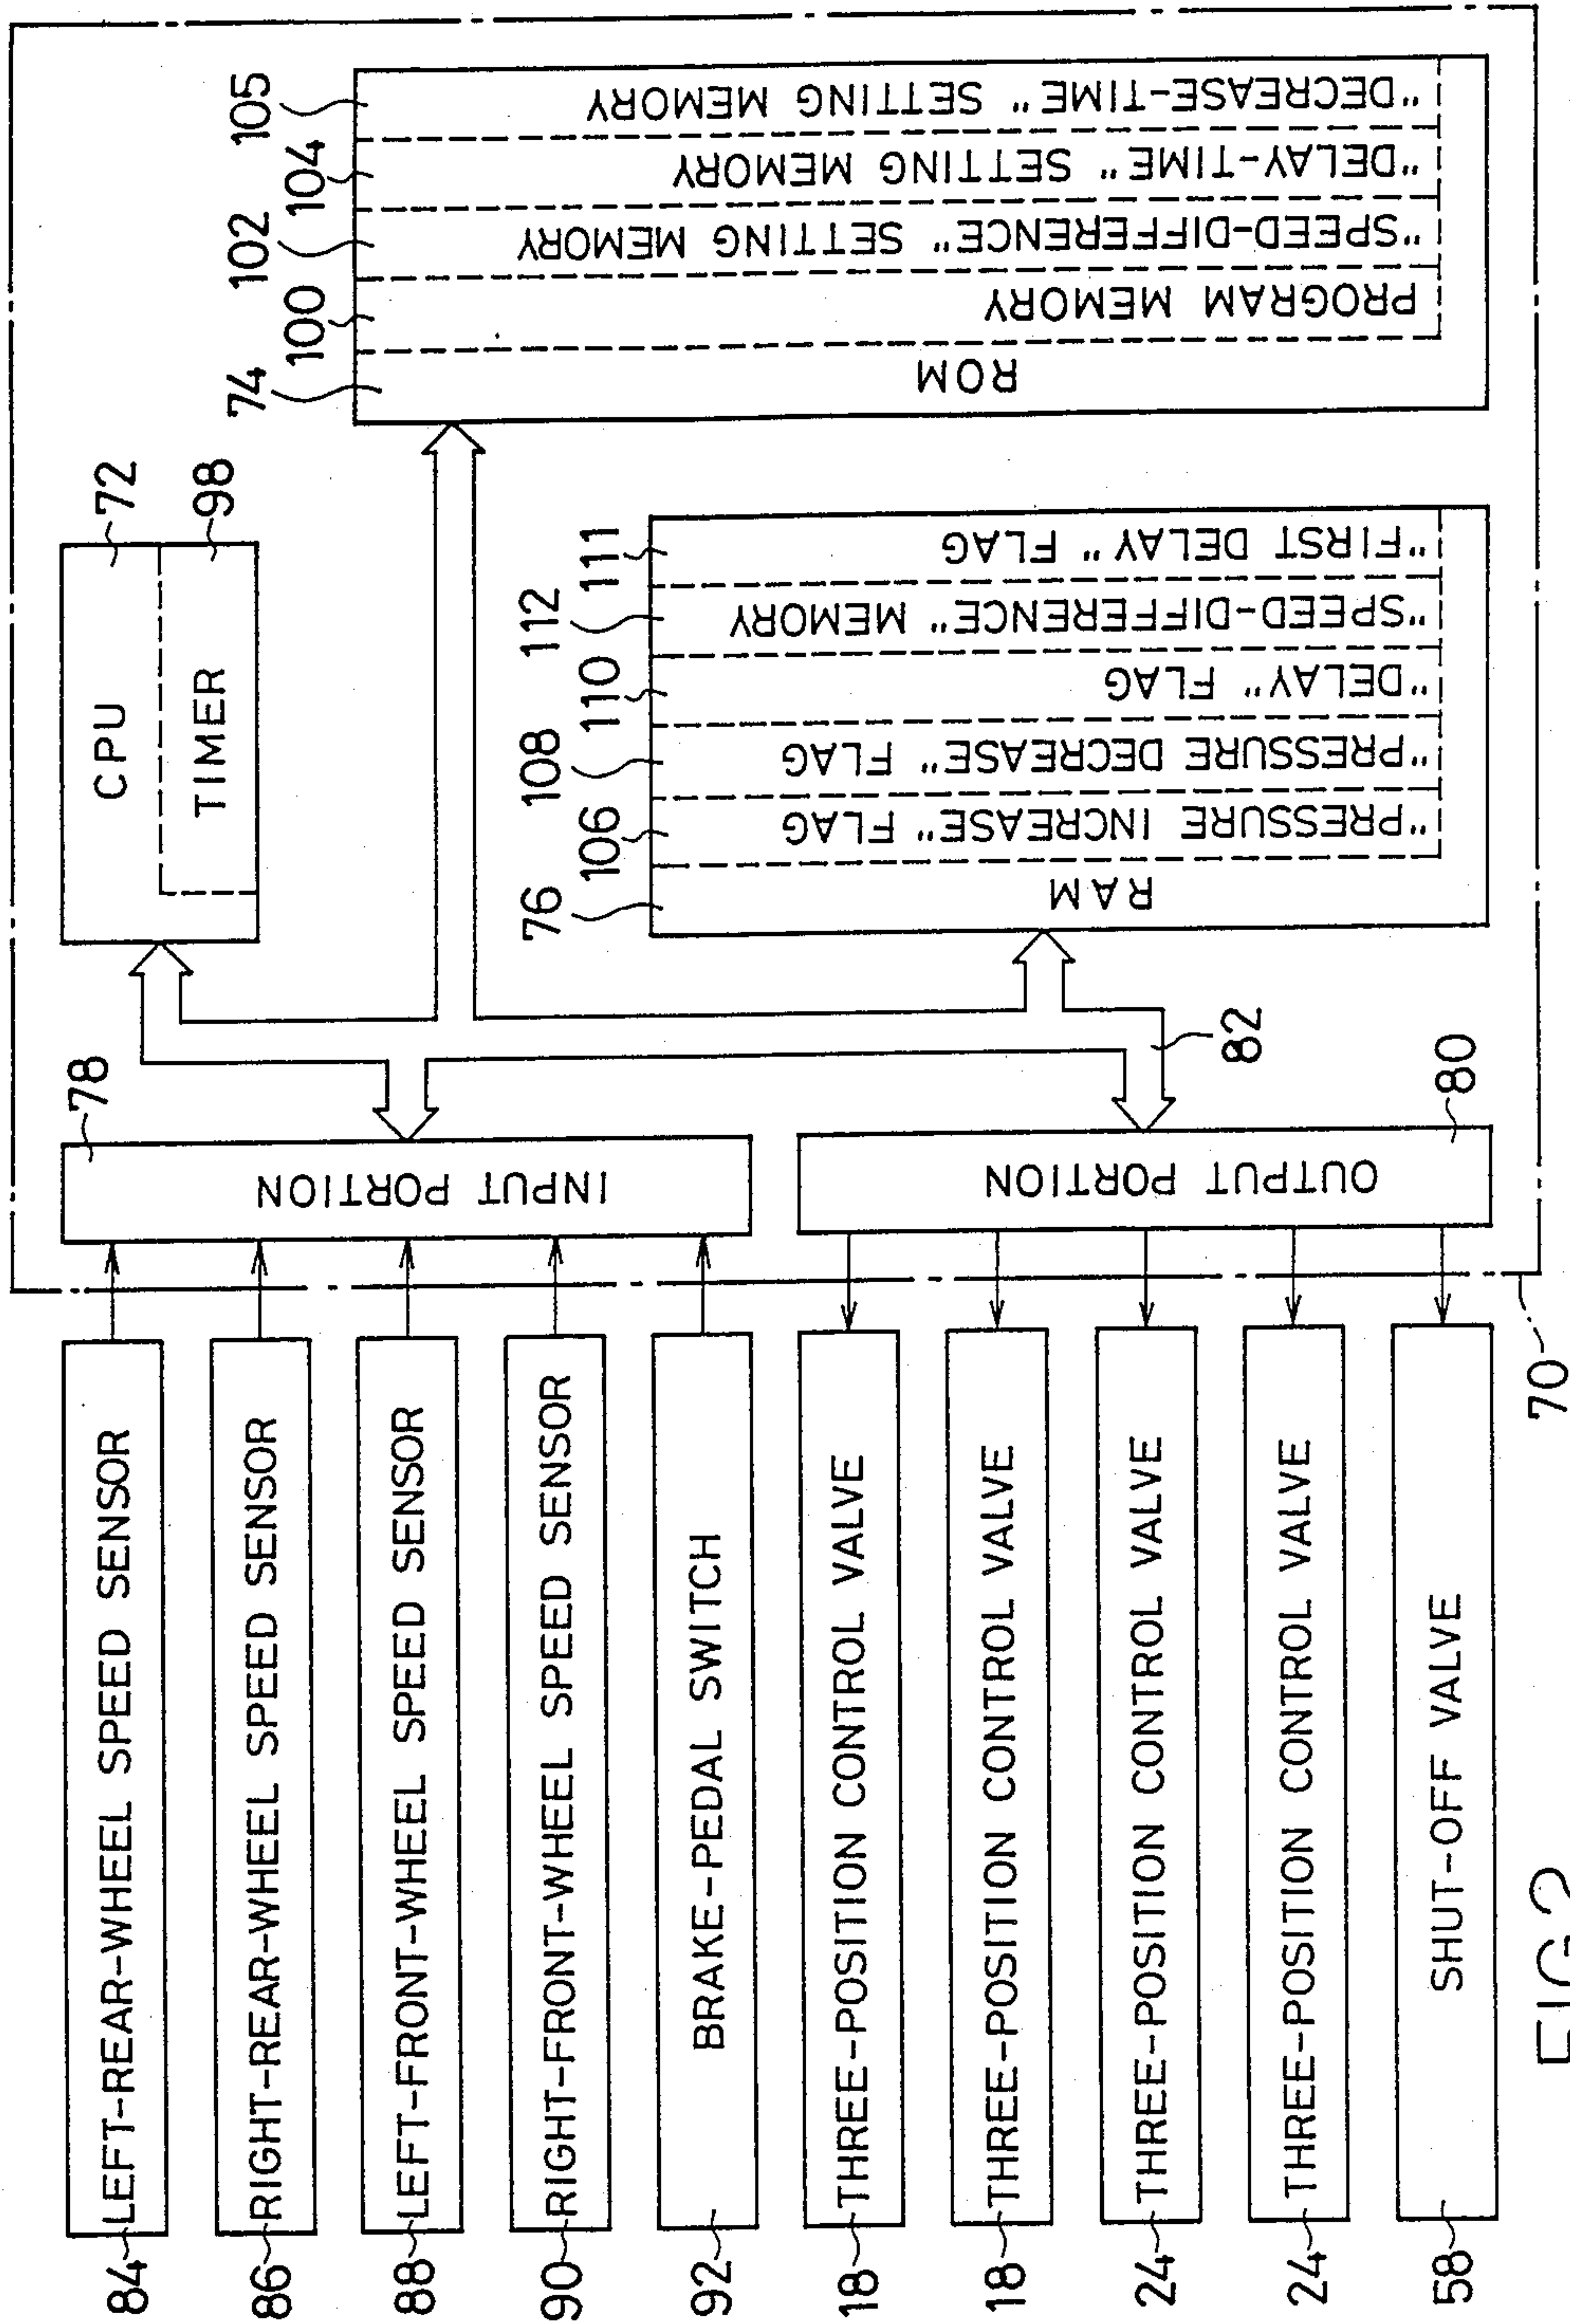 84
LEFT-REAR-WHEEL SPEED SENSOR
86
RIGHT-REAR-WHEEL SPEED SENSOR
88
LEFT-FRONT-WHEEL SPEED SENSOR
90
RIGHT-FRONT-WHEEL SPEED SENSOR
92
BRAKE-PEDAL SWITCH
18
THREE-POSITION CONTROL VALVE
18
THREE-POSITION CONTROL VALVE
24
THREE-POSITION CONTROL VALVE
24
THREE-POSITION CONTROL VALVE
58
SHUT-OFF VALVE
70
78
INPUT PORTION
80
OUTPUT PORTION
82
72
CPU
98
TIMER
76
RAM
106
"PRESSURE INCREASE" FLAG
108
"PRESSURE DECREASE" FLAG
110
"DELAY" FLAG
112
"SPEED-DIFFERENCE" MEMORY
111
"FIRST DELAY" FLAG
74
ROM
100
PROGRAM MEMORY
102
"SPEED-DIFFERENCE" SETTING MEMORY
104
"DELAY-TIME" SETTING MEMORY
105
"DECREASE-TIME" SETTING MEMORY
FIG.2